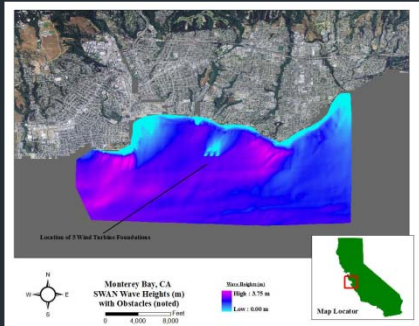 Location of 5 Wind Turbine Foundations
N
W
E
S
Monterey Bay, CA
SWAN Wave Heights (m)
with Obstacles (noted)
0
4,000
8,000
Feet
Wave Heights (m)
High : 3.75 m
Low : 0.00 m
Map Locator